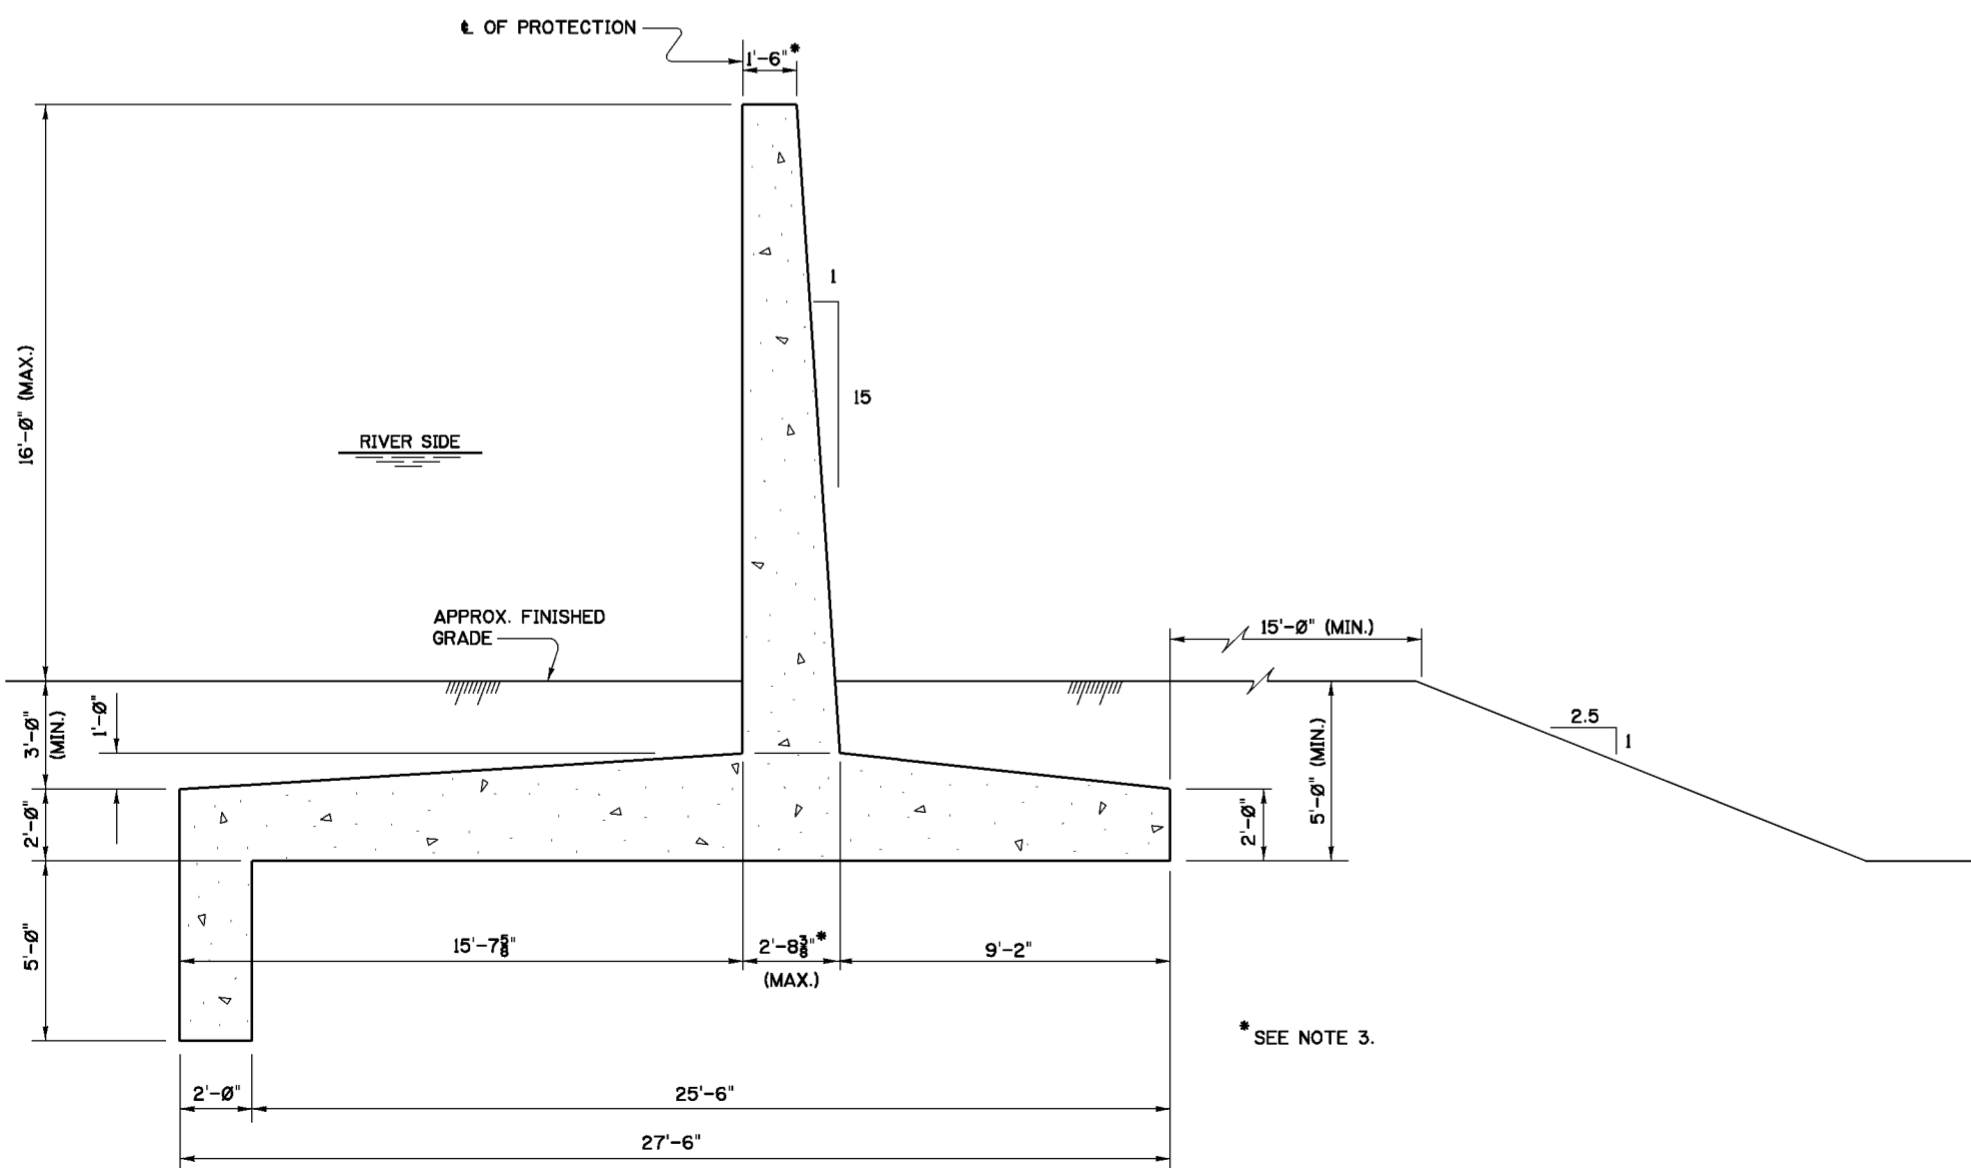 ℄ OF PROTECTION
1'-6"*
16'-0" (MAX.)
1
15
RIVER SIDE
APPROX. FINISHED
GRADE
15'-0" (MIN.)
3'-0"
(MIN.)
1'-0"
2.5
1
5'-0" (MIN.)
2'-0"
2'-0"
5'-0"
15'-7⅝"
2'-8⅜"*
(MAX.)
9'-2"
* SEE NOTE 3.
2'-0"
25'-6"
27'-6"